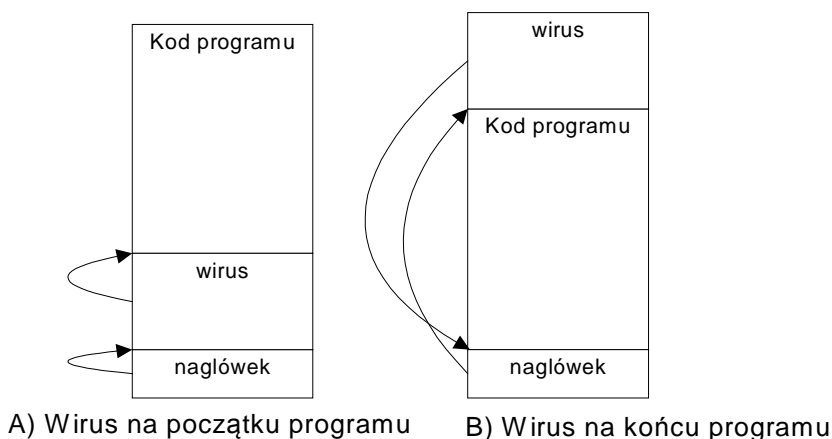 Kod programu
wirus
naglówek
A) Wirus na początku programu
wirus
Kod programu
naglówek
B) Wirus na końcu programu